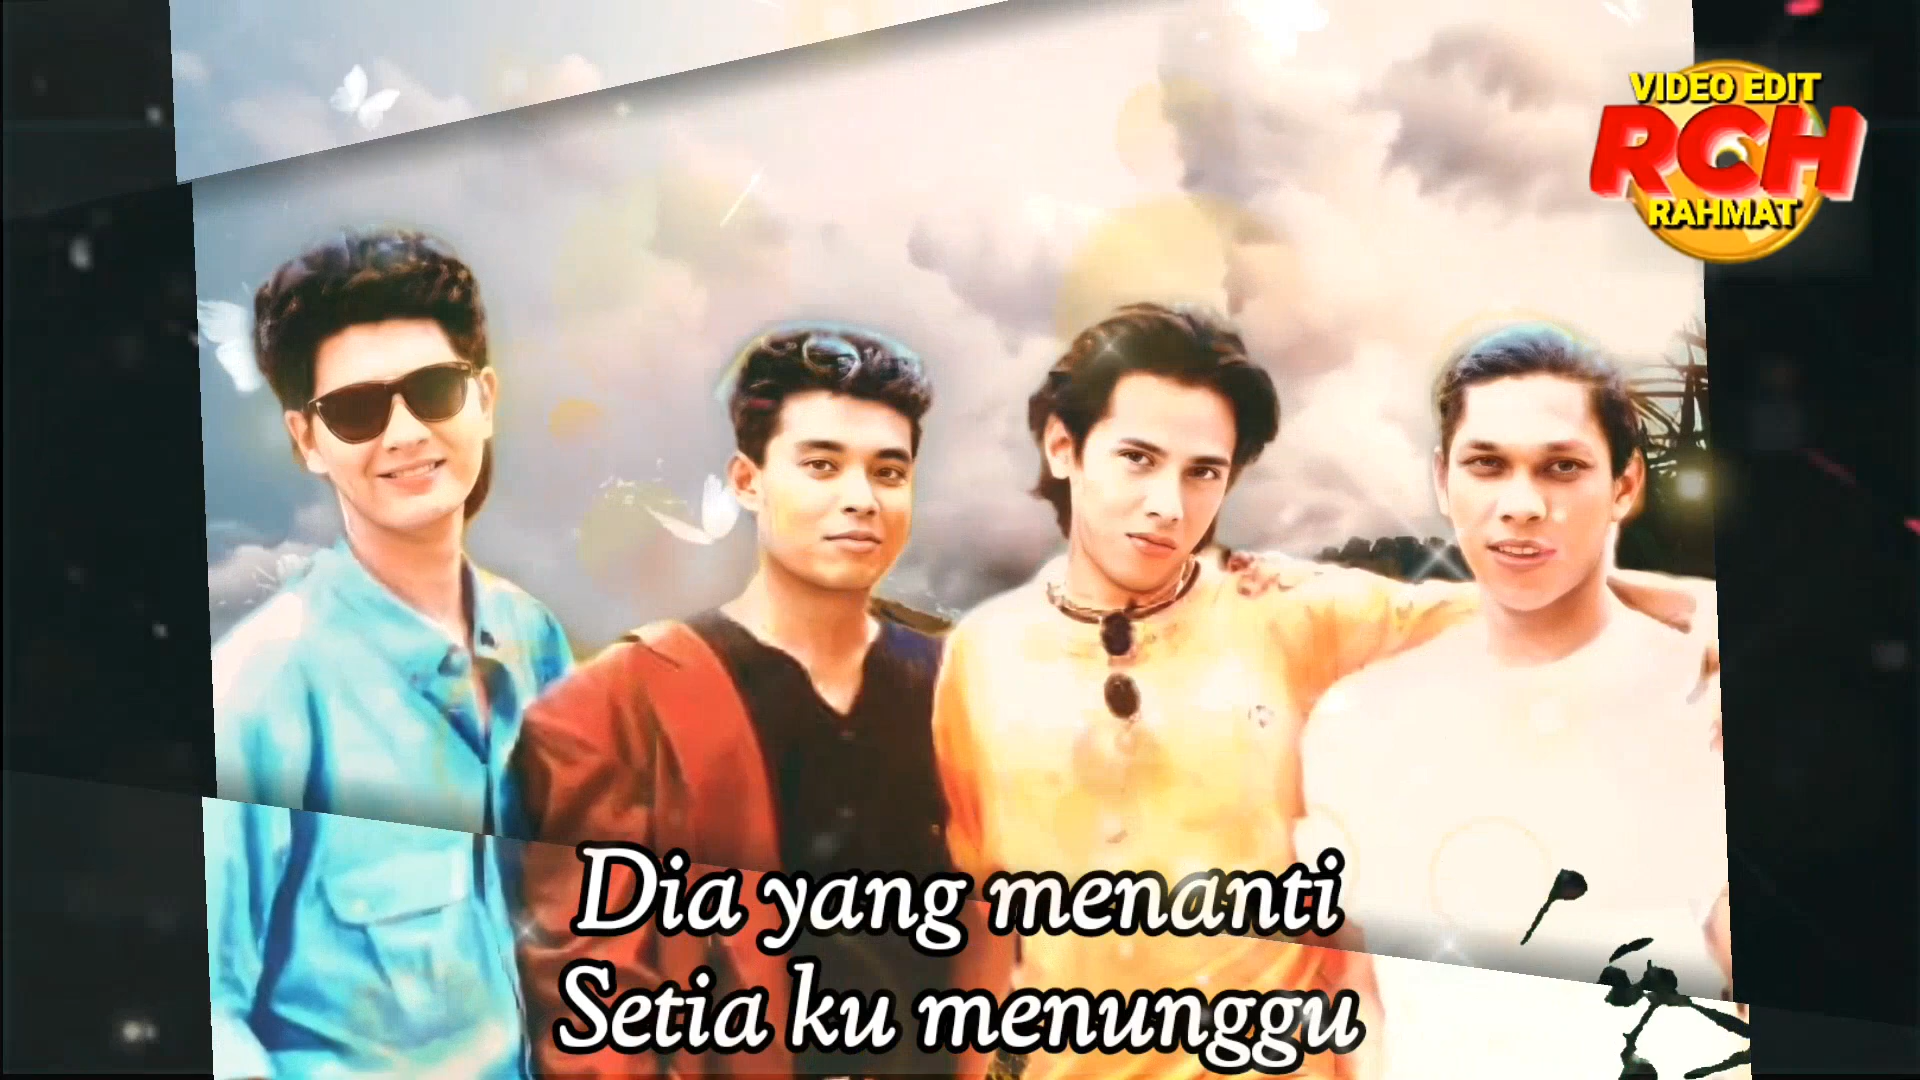 VIDEO EDIT
RCH
RAHMAT
Dia yang menanti
Setia ku menunggu